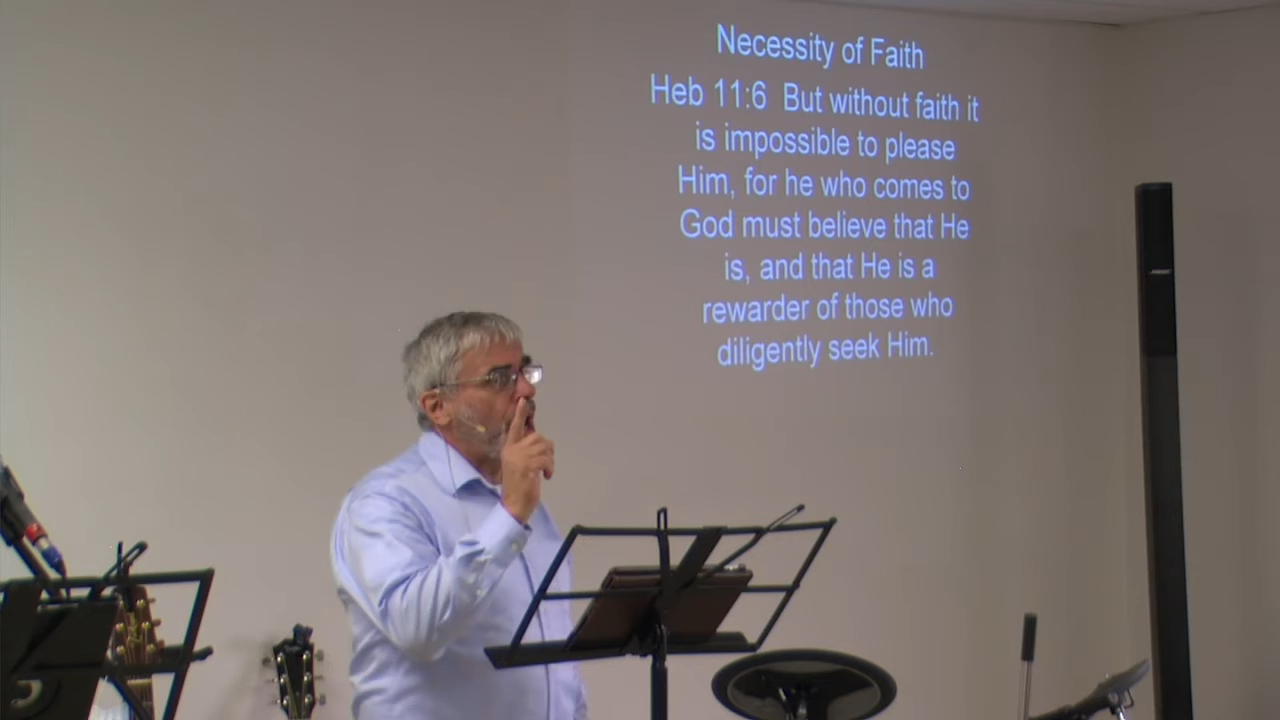 Necessity of Faith
Heb 11:6 But without faith it
is impossible to please
Him, for he who comes to
God must believe that He
is, and that He is a
rewarder of those who
diligently seek Him.